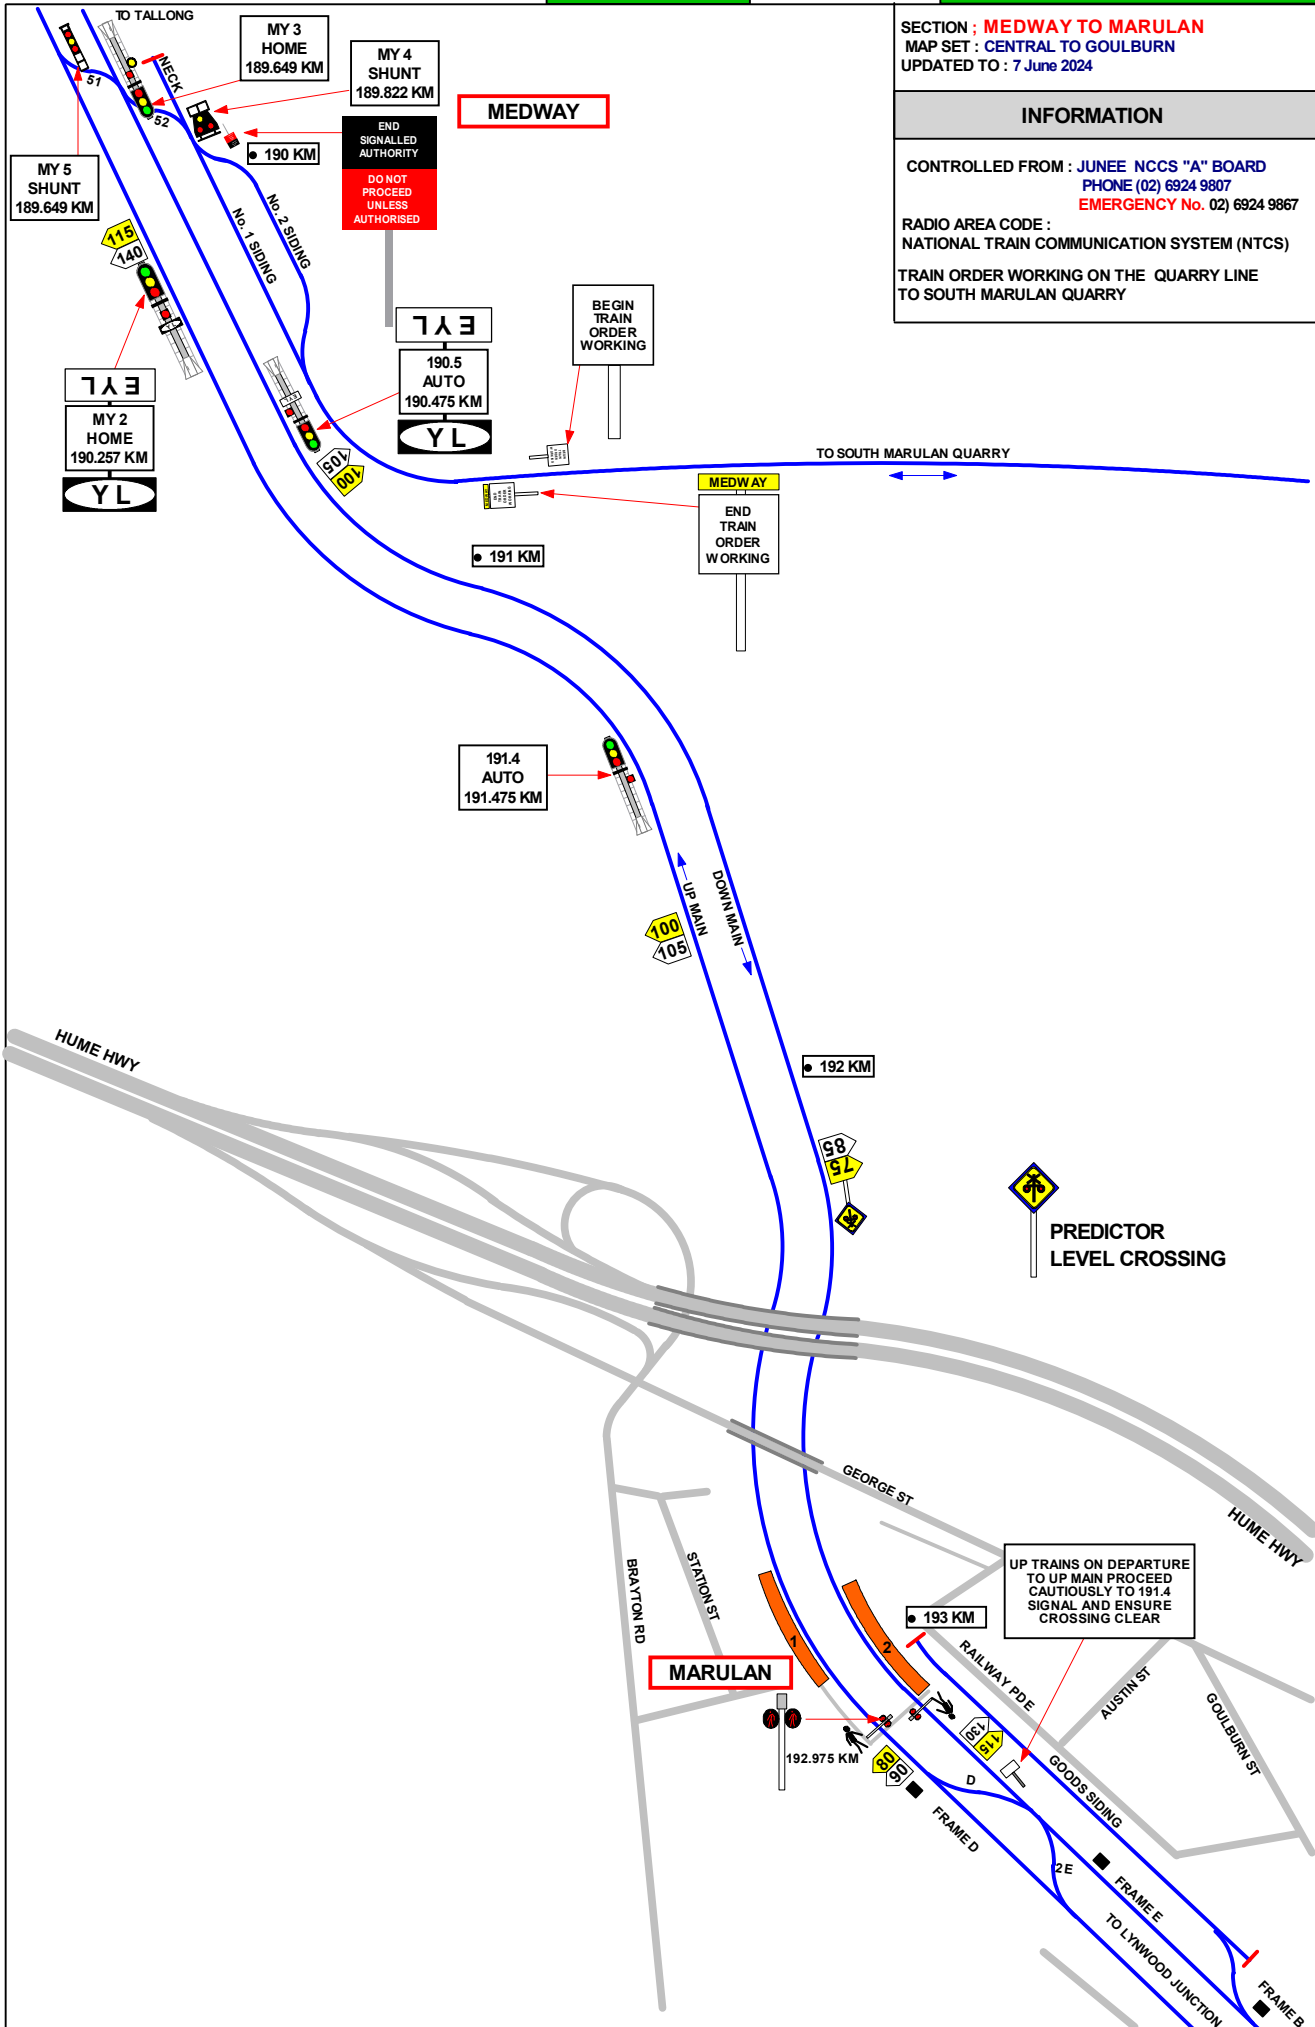 TO TALLONG
MY 3
HOME
189.649 KM
MY 4
SHUNT
189.822 KM
MEDWAY
SECTION ; MEDWAY TO MARULAN
MAP SET : CENTRAL TO GOULBURN
UPDATED TO : 7 June 2024
INFORMATION
CONTROLLED FROM : JUNEE NCCS "A" BOARD
PHONE (02) 6924 9807
EMERGENCY No. 02) 6924 9867
RADIO AREA CODE :
NATIONAL TRAIN COMMUNICATION SYSTEM (NTCS)
TRAIN ORDER WORKING ON THE QUARRY LINE
TO SOUTH MARULAN QUARRY
51
NECK
52
END
SIGNALLED
AUTHORITY
DO NOT
PROCEED
UNLESS
AUTHORISED
190 KM
MY 5
SHUNT
189.649 KM
No. 1 SIDING
No. 2 SIDING
115
140
EYL
MY 2
HOME
190.257 KM
YL
EYL
190.5
AUTO
190.475 KM
YL
105
100
BEGIN
TRAIN
ORDER
WORKING
TO SOUTH MARULAN QUARRY
MEDWAY
END
TRAIN
ORDER
WORKING
191 KM
191.4
AUTO
191.475 KM
UP MAIN
DOWN MAIN
100
105
HUME HWY
192 KM
85
75
PREDICTOR
LEVEL CROSSING
GEORGE ST
HUME HWY
BRAYTON RD
STATION ST
UP TRAINS ON DEPARTURE
TO UP MAIN PROCEED
CAUTIOUSLY TO 191.4
SIGNAL AND ENSURE
CROSSING CLEAR
193 KM
1
2
MARULAN
RAILWAY PDE
AUSTIN ST
GOULBURN ST
192.975 KM
130
115
80
90
D
GOODS SIDING
FRAME D
2E
FRAME E
TO LYNWOOD JUNCTION
FRAME B